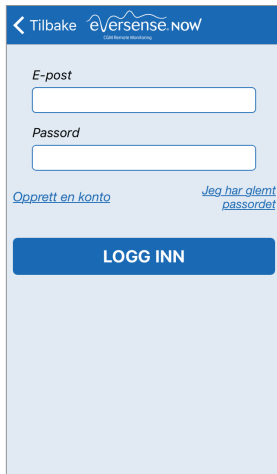 Tilbake eversense. NOW
CGM Remote Monitoring
E-post
Passord
Opprett en konto
Jeg har glemt
passordet
LOGG INN